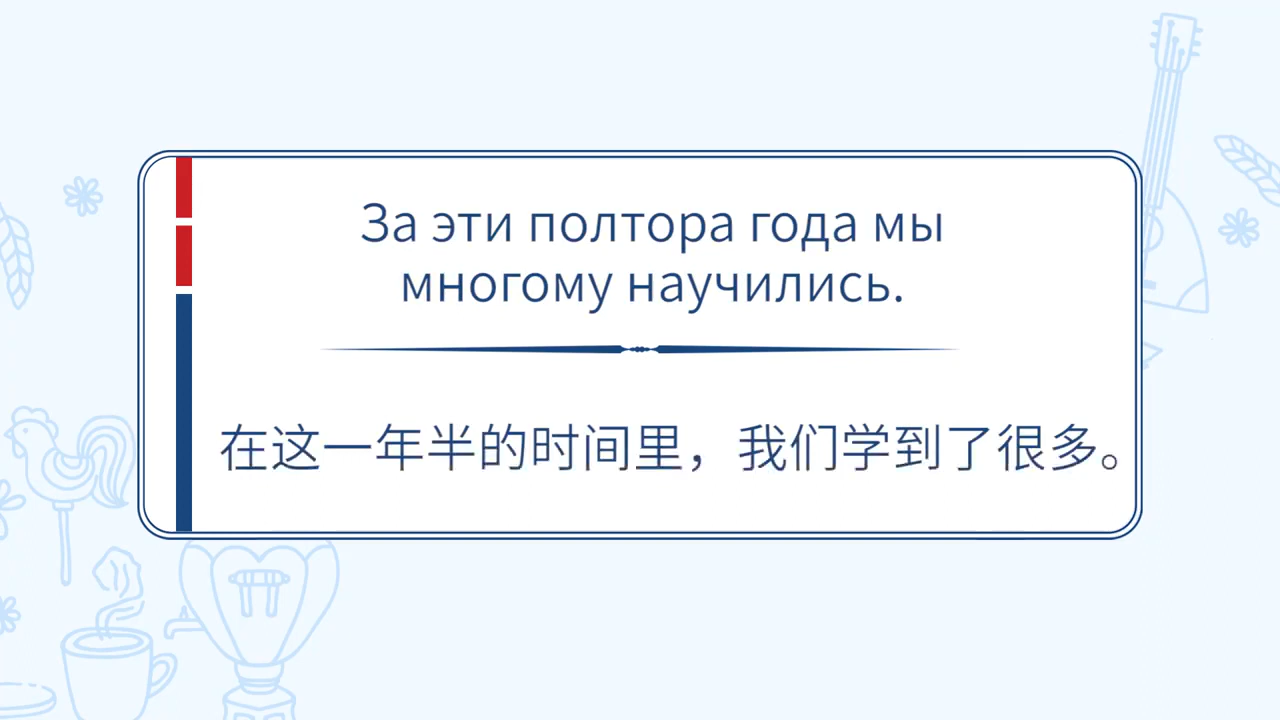 За эти полтора года мы
многому научились.
在这一年半的时间里，我们学到了很多。